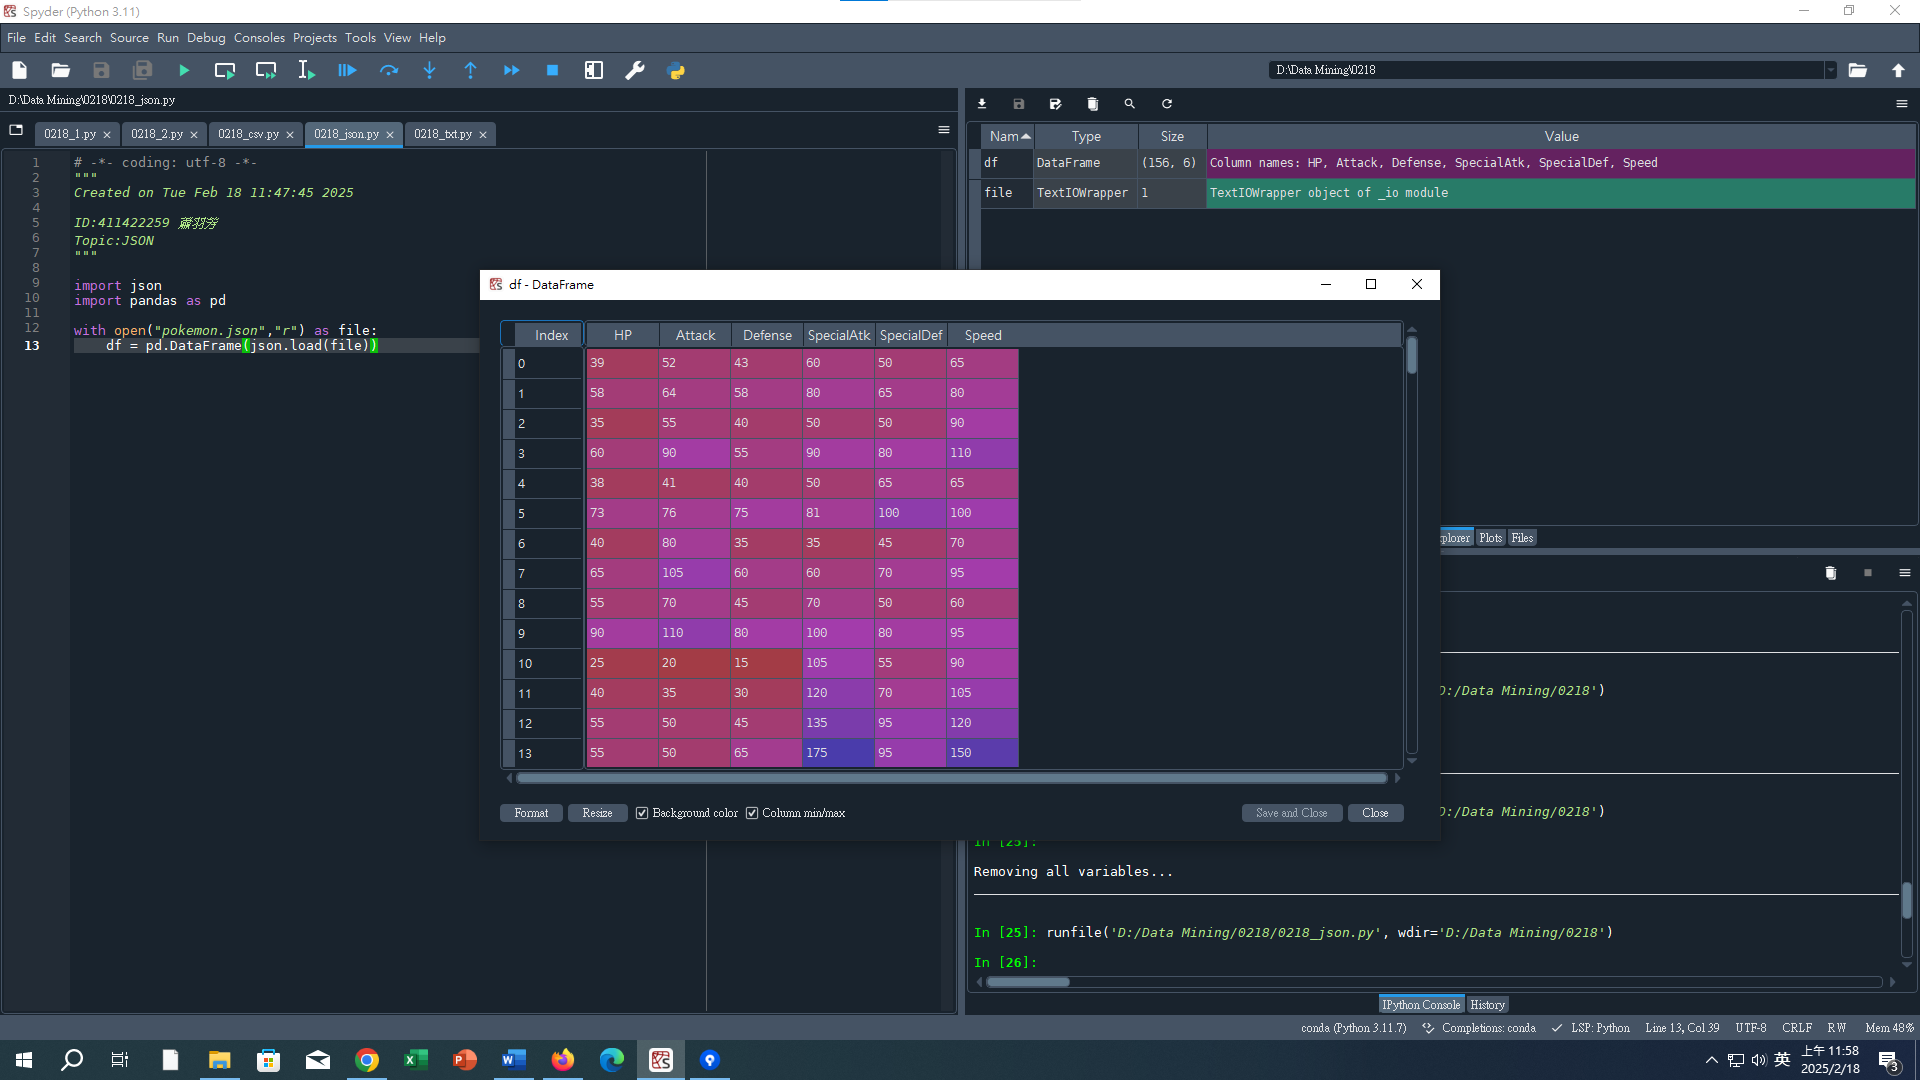 Spyder (Python 3.11)
File Edit Search Source Run Debug Consoles Projects Tools View Help
D:\Data Mining\0218
D:\Data Mining\0218\0218_json.py
0218_1.py
0218_2.py
0218_csv.py
0218_json.py
0218_txt.py
1 # -*- coding: utf-8 -*-
2 """
3 Created on Tue Feb 18 11:47:45 2025
4
5 ID:411422259 蕭羽芳
6 Topic:JSON
7 """
8
9 import json
10 import pandas as pd
11
12 with open("pokemon.json","r") as file:
13 df = pd.DataFrame(json.load(file))
Nam Type Size Value
df DataFrame (156, 6) Column names: HP, Attack, Defense, SpecialAtk, SpecialDef, Speed
file TextIOWrapper 1 TextIOWrapper object of _io module
df - DataFrame
Index HP Attack Defense SpecialAtk SpecialDef Speed
0 39 52 43 60 50 65
1 58 64 58 80 65 80
2 35 55 40 50 50 90
3 60 90 55 90 80 110
4 38 41 40 50 65 65
5 73 76 75 81 100 100
6 40 80 35 35 45 70
7 65 105 60 60 70 95
8 55 70 45 70 50 60
9 90 110 80 100 80 95
10 25 20 15 105 55 90
11 40 35 30 120 70 105
12 55 50 45 135 95 120
13 55 50 65 175 95 150
Format Resize Background color Column min/max Save and Close Close
plorer Plots Files
D:/Data Mining/0218')
D:/Data Mining/0218')
In [25]:
Removing all variables...
In [25]: runfile('D:/Data Mining/0218/0218_json.py', wdir='D:/Data Mining/0218')
In [26]:
IPython Console History
conda (Python 3.11.7) Completions: conda LSP: Python Line 13, Col 39 UTF-8 CRLF RW Mem 48%
英
上午 11:58
2025/2/18
3